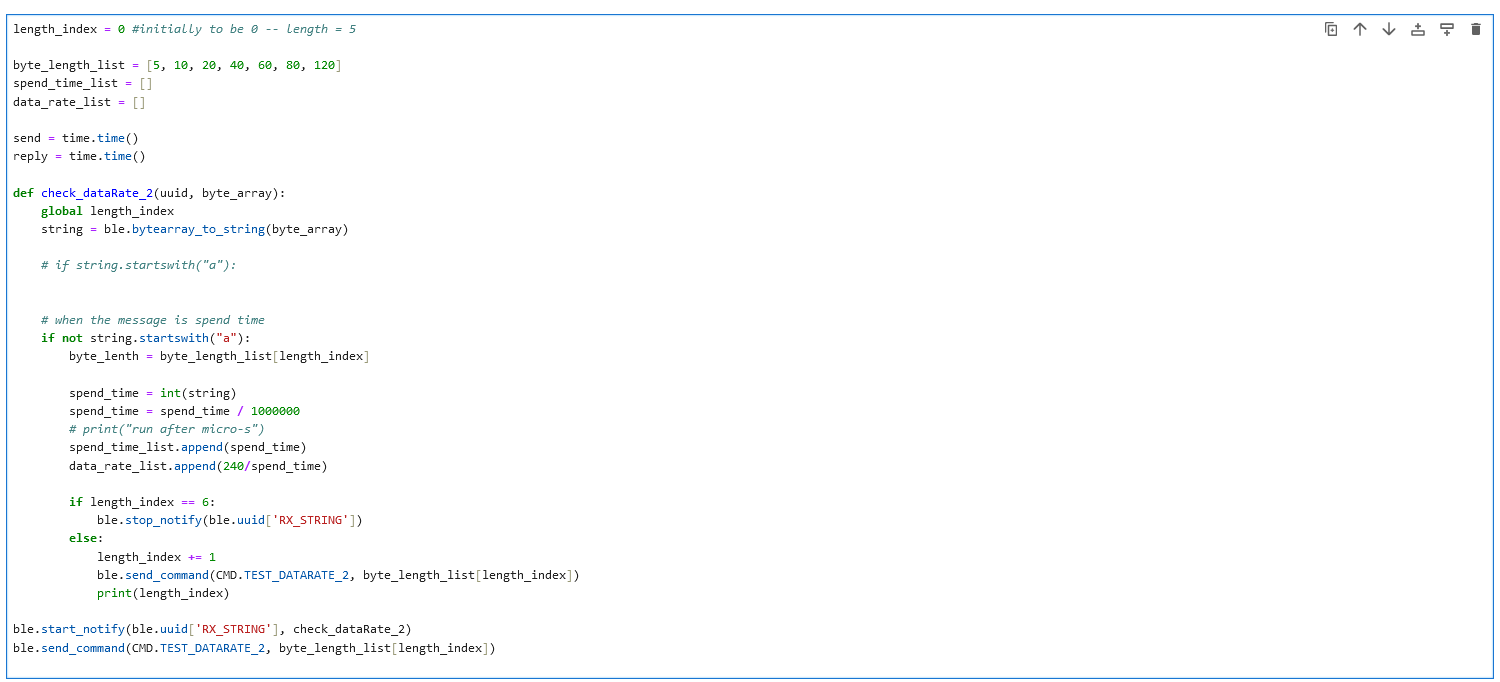 length_index = 0 #initially to be 0 -- length = 5
byte_length_list = [5, 10, 20, 40, 60, 80, 120]
spend_time_list = []
data_rate_list = []
send = time.time()
reply = time.time()
def check_dataRate_2(uuid, byte_array):
    global length_index
    string = ble.bytearray_to_string(byte_array)
    # if string.startswith("a"):
    # when the message is spend time
    if not string.startswith("a"):
        byte_lenth = byte_length_list[length_index]
        spend_time = int(string)
        spend_time = spend_time / 1000000
        # print("run after micro-s")
        spend_time_list.append(spend_time)
        data_rate_list.append(240/spend_time)
        if length_index == 6:
            ble.stop_notify(ble.uuid['RX_STRING'])
        else:
            length_index += 1
            ble.send_command(CMD.TEST_DATARATE_2, byte_length_list[length_index])
            print(length_index)
ble.start_notify(ble.uuid['RX_STRING'], check_dataRate_2)
ble.send_command(CMD.TEST_DATARATE_2, byte_length_list[length_index])